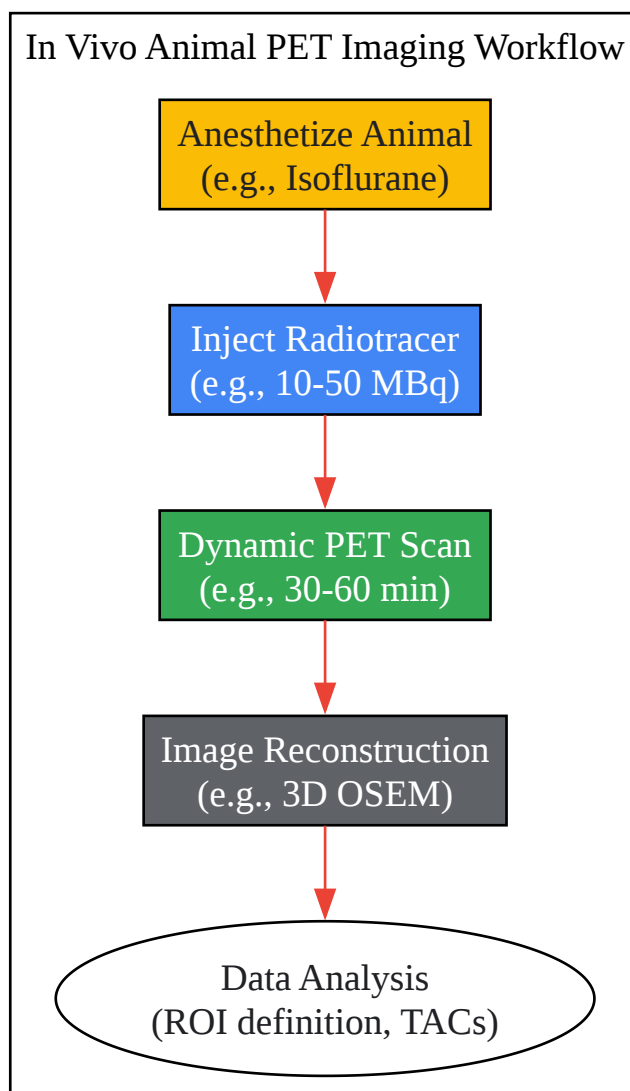 In Vivo Animal PET Imaging Workflow
Anesthetize Animal
(e.g., Isoflurane)
Inject Radiotracer
(e.g., 10-50 MBq)
Dynamic PET Scan
(e.g., 30-60 min)
Image Reconstruction
(e.g., 3D OSEM)
Data Analysis
(ROI definition, TACs)